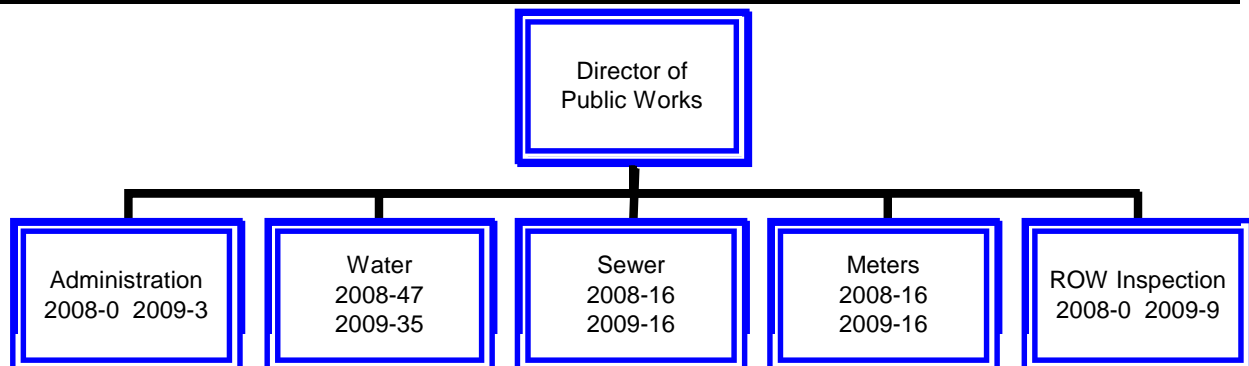 Director of
Public Works
Administration
2008-0 2009-3
Water
2008-47
2009-35
Sewer
2008-16
2009-16
Meters
2008-16
2009-16
ROW Inspection
2008-0 2009-9